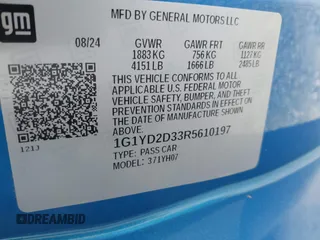 gm
MFD BY GENERAL MOTORS LLC
08/24 GVWR GAWR FRT GAWR RR
1883 KG 756 KG 1127 KG
4151 LB 1666 LB 2485 LB
THIS VEHICLE CONFORMS TO ALL
APPLICABLE U.S. FEDERAL MOTOR
VEHICLE SAFETY, BUMPER, AND THEFT
PREVENTION STANDARDS IN EFFECT ON
THE DATE OF MANUFACTURE SHOWN ABOVE.
1G1YD2D33R5610197
TYPE: PASS CAR
MODEL: 371YH07
121J
DREAMBID